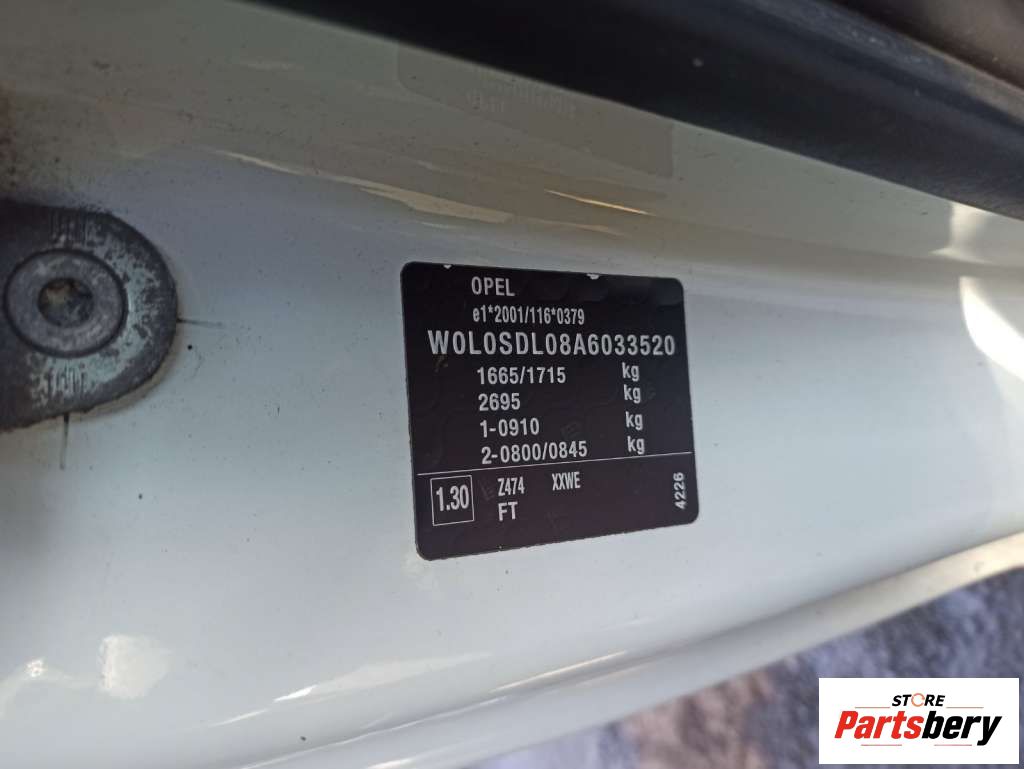 OPEL
e1*2001/116*0379
W0L0SDL08A6033520
1665/1715 kg
2695 kg
1-0910 kg
2-0800/0845 kg
1.30 Z474 XXWE
FT
4226
STORE
Partsbery